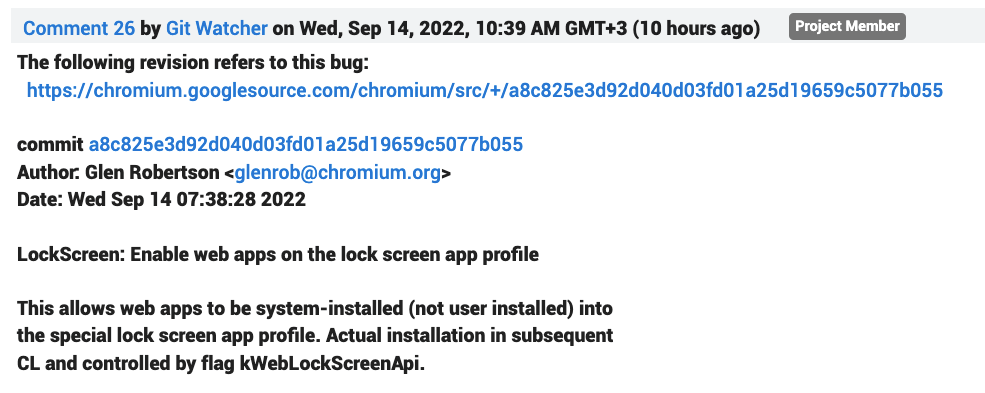 Comment 26 by Git Watcher on Wed, Sep 14, 2022, 10:39 AM GMT+3 (10 hours ago) Project Member
The following revision refers to this bug:
https://chromium.googlesource.com/chromium/src/+/a8c825e3d92d040d03fd01a25d19659c5077b055
commit a8c825e3d92d040d03fd01a25d19659c5077b055
Author: Glen Robertson <glenrob@chromium.org>
Date: Wed Sep 14 07:38:28 2022
LockScreen: Enable web apps on the lock screen app profile
This allows web apps to be system-installed (not user installed) into
the special lock screen app profile. Actual installation in subsequent
CL and controlled by flag kWebLockScreenApi.